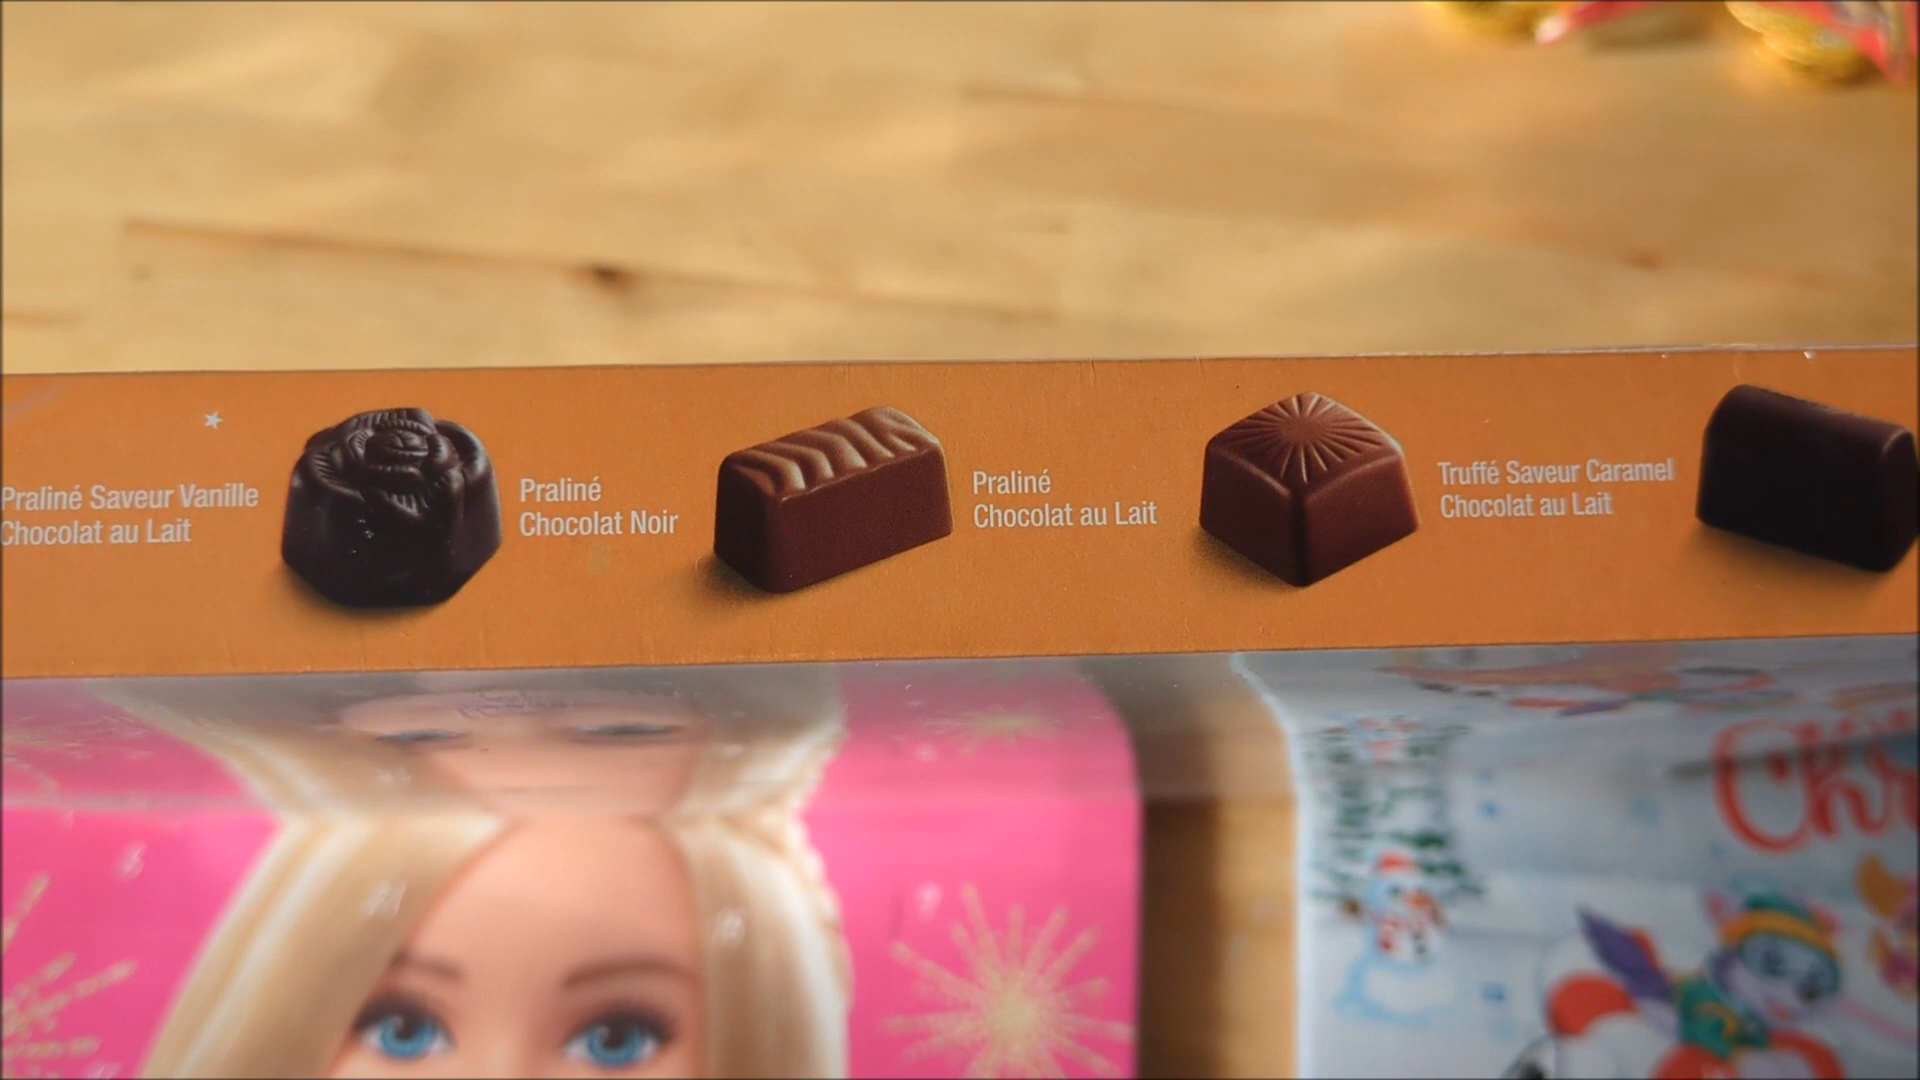 Praliné Saveur Vanille
Chocolat au Lait
Praliné
Chocolat Noir
Praliné
Chocolat au Lait
Truffé Saveur Caramel
Chocolat au Lait
Chr